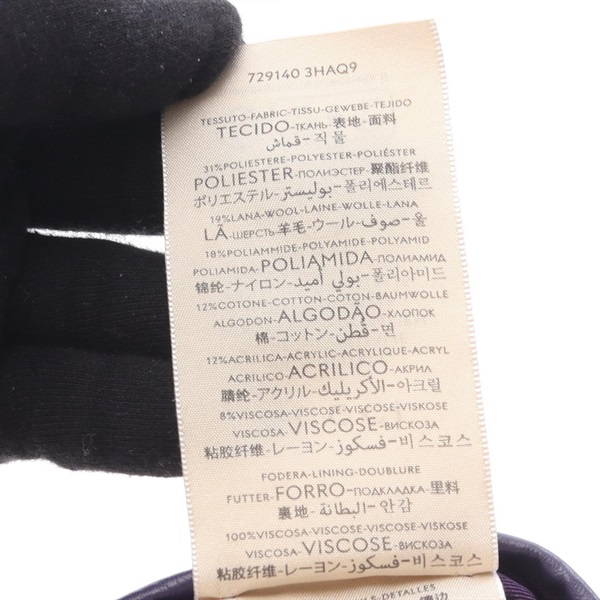 729140 3HAQ9
TESSUTO-FABRIC-TISSU-GEWEBE-TEJIDO
TECIDO-ТКАНЬ-表地-面料
قماش-직물
31%POLIESTERE-POLYESTER-POLIÉSTER
POLIESTER-ПОЛИЭСТЕР-聚酯纤维
ポリエステル-بوليستر-폴리에스테르
19%LANA-WOOL-LAINE-WOLLE-LANA
LÃ-ШЕРСТЬ-羊毛-ウール-صوف-울
18%POLIAMMIDE-POLYAMIDE-POLYAMID
POLIAMIDA-POLIAMIDA-ПОЛИАМИД
锦纶-ナイロン-بولي أميد-폴리아미드
12%COTONE-COTTON-COTON-BAUMWOLLE
ALGODON-ALGODÃO-ХЛОПОК
棉-コットン-قطن-면
12%ACRILICA-ACRYLIC-ACRYLIQUE-ACRYL
ACRILICO-ACRILICO-АКРИЛ
腈纶-アクリル-الأكريليك-아크릴
8%VISCOSA-VISCOSE-VISCOSE-VISKOSE
VISCOSA-VISCOSE-ВИСКОЗА
粘胶纤维-レーヨン-فسكوز-비스코스
FODERA-LINING-DOUBLURE
FUTTER-FORRO-ПОДКЛАДКА-里料
裏地-البطانة-안감
100%VISCOSA-VISCOSE-VISCOSE-VISKOSE
VISCOSA-VISCOSE-ВИСКОЗА
粘胶纤维-レーヨン-فسكوز-비스코스
-DETALLES